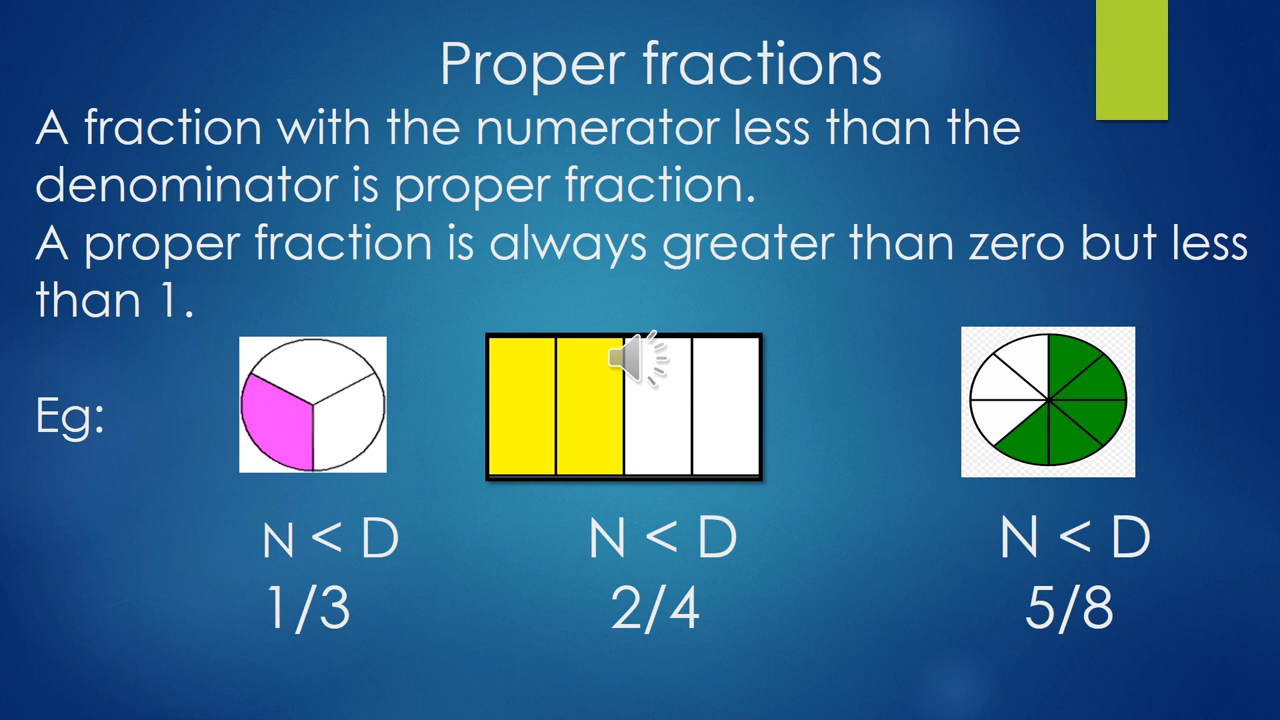 Proper fractions
A fraction with the numerator less than the
denominator is proper fraction.
A proper fraction is always greater than zero but less
than 1.
Eg:
N < D N < D N < D
1/3 2/4 5/8